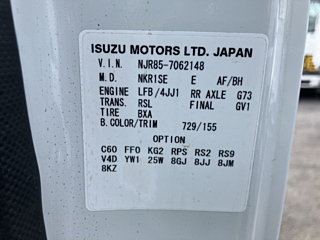 ISUZU MOTORS LTD. JAPAN
V.I.N. NJR85-7062148
M.D. NKR1SE E AF/BH
ENGINE LFB/4JJ1 RR AXLE G73
TRANS. RSL FINAL GV1
TIRE BXA
B.COLOR/TRIM 729/155
OPTION
C60 FF0 KG2 RPS RS2 RS9
V4D YW1 25W 8GJ 8JJ 8JM
8KZ